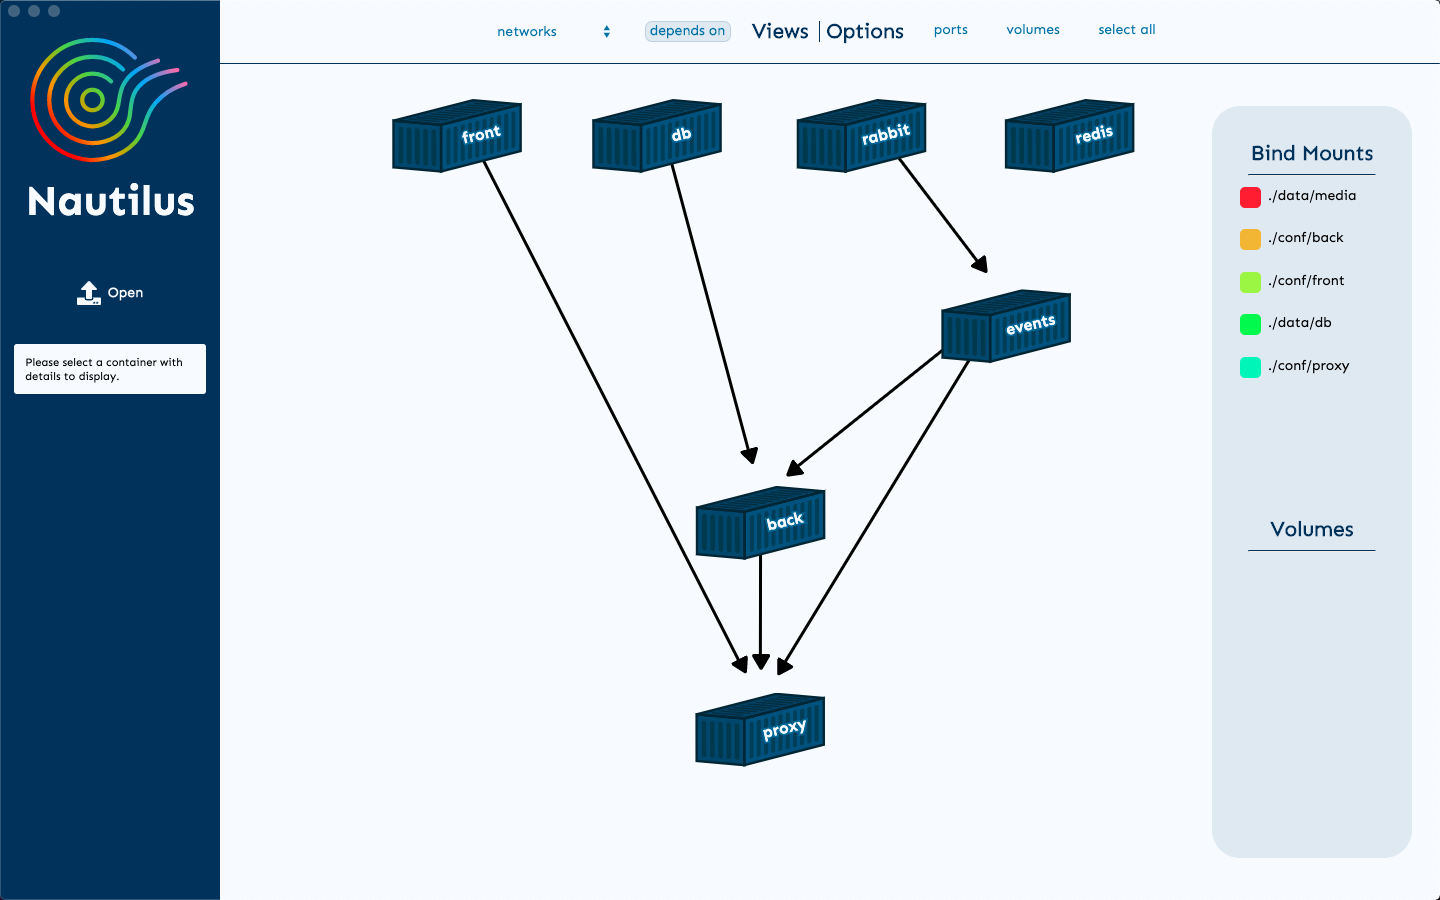 Nautilus
Open
Please select a container with
details to display.
networks
depends on
Views
Options
ports
volumes
select all
front
db
rabbit
redis
events
back
proxy
Bind Mounts
./data/media
./conf/back
./conf/front
./data/db
./conf/proxy
Volumes